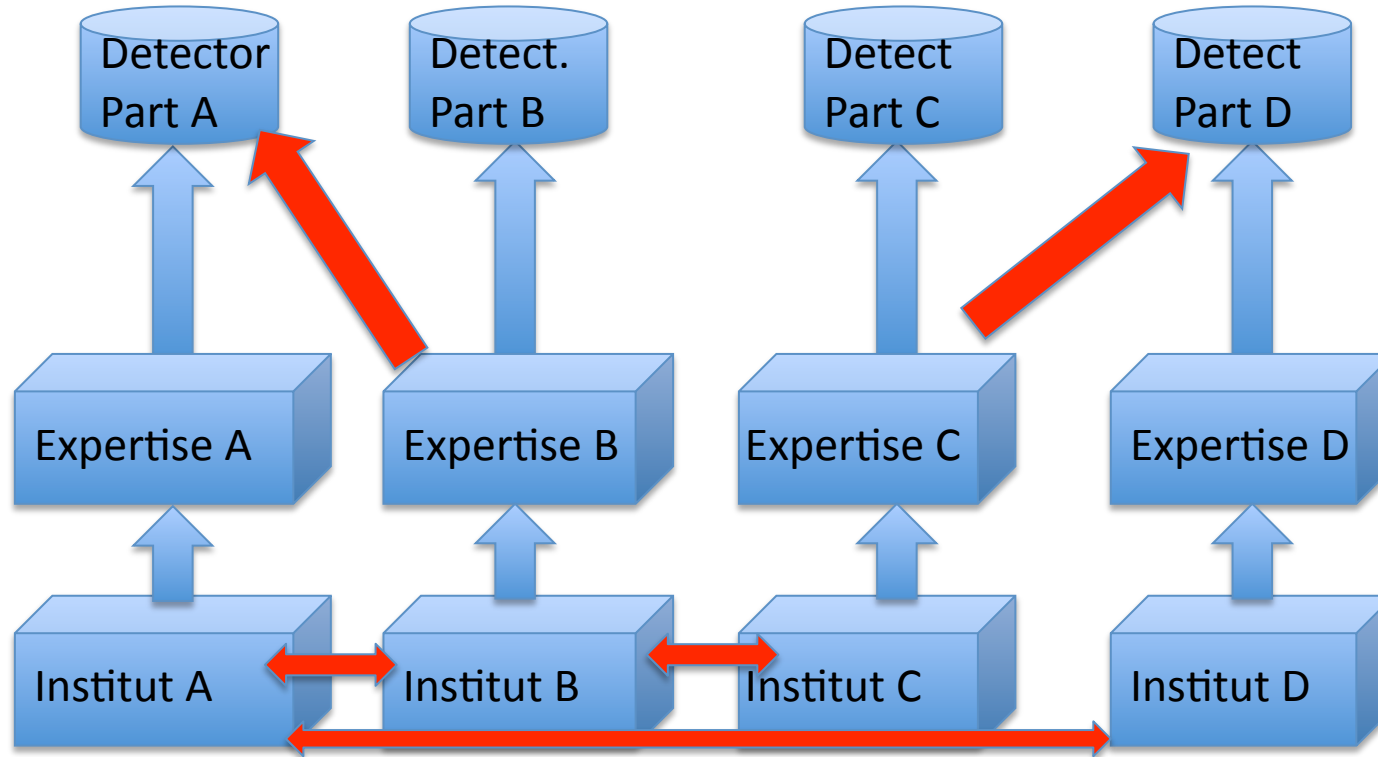 Detector
Part A
Detect.
Part B
Detect
Part C
Detect
Part D
Expertise A
Expertise B
Expertise C
Expertise D
Institut A
Institut B
Institut C
Institut D